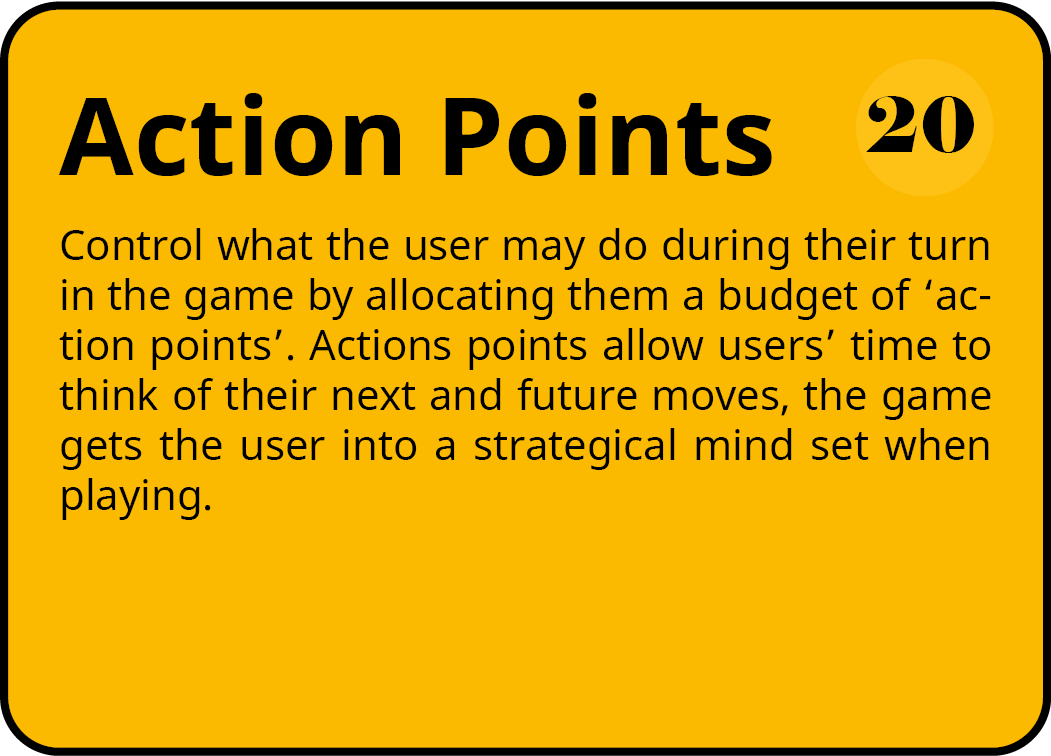 Action Points
20
Control what the user may do during their turn
in the game by allocating them a budget of ‘ac-
tion points’. Actions points allow users’ time to
think of their next and future moves, the game
gets the user into a strategical mind set when
playing.